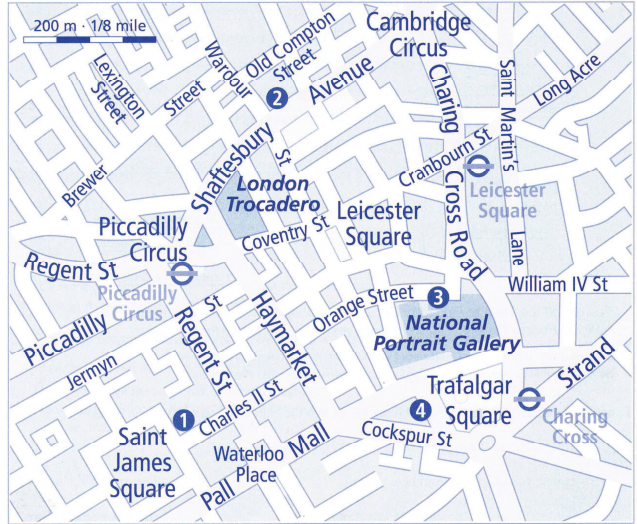 200 m · 1/8 mile
Cambridge
Circus
Old Compton
Street
Wardour
St
Lexington
Street
Brewer
Street
Shaftesbury
Avenue
Charing
Cross Road
Saint Martin's
Lane
Long Acre
2
Cranbourn St
Leicester
Square
London
Trocadero
Leicester
Square
Coventry St
Piccadilly
Circus
Regent St
Piccadilly
Circus
William IV St
Orange Street
3
National
Portrait Gallery
Haymarket
Piccadilly
Jermyn
St
Regent St
Charles II St
1
Saint
James
Square
Waterloo
Place
Pall
Mall
Trafalgar
Square
4
Cockspur St
Strand
Charing
Cross